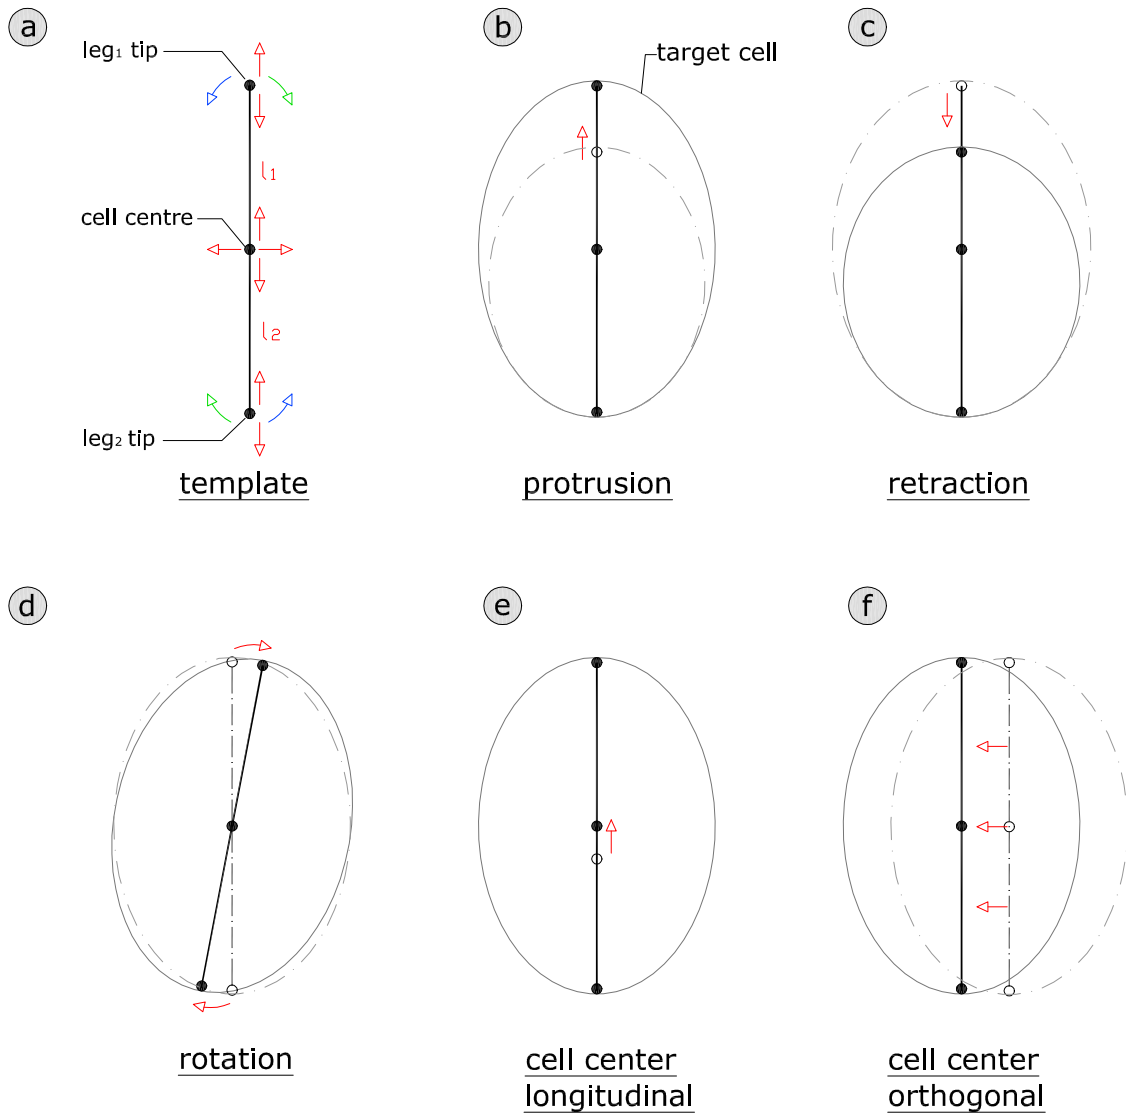 a
leg₁ tip
l₁
cell centre
l₂
leg₂ tip
template
b
target cell
protrusion
c
retraction
d
rotation
e
cell center
longitudinal
f
cell center
orthogonal